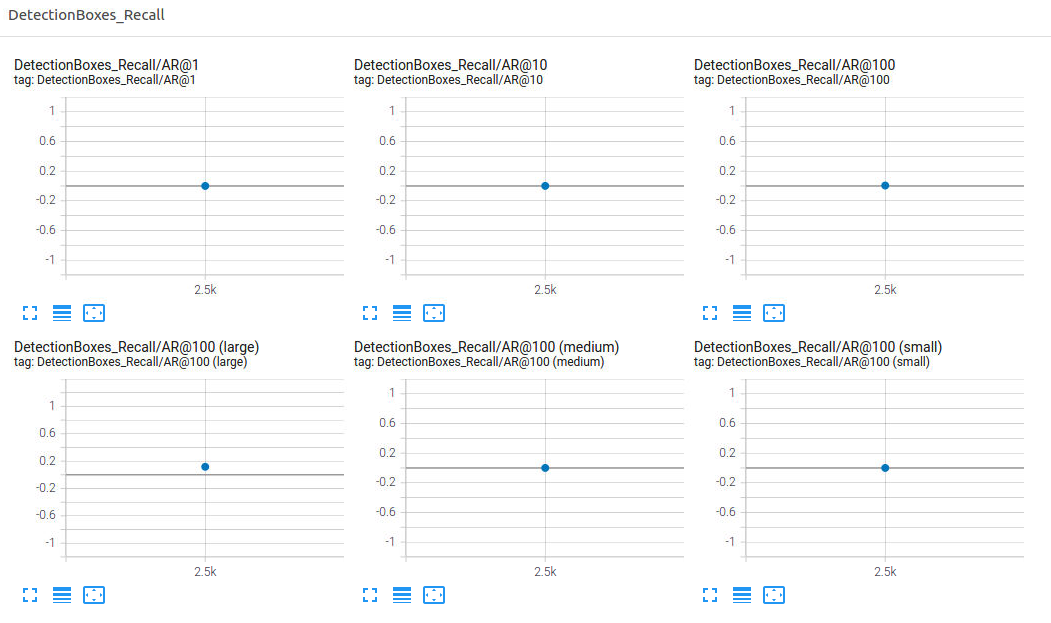 DetectionBoxes_Recall
DetectionBoxes_Recall/AR@1
tag: DetectionBoxes_Recall/AR@1
1
0.6
0.2
-0.2
-0.6
-1
2.5k
DetectionBoxes_Recall/AR@10
tag: DetectionBoxes_Recall/AR@10
1
0.6
0.2
-0.2
-0.6
-1
2.5k
DetectionBoxes_Recall/AR@100
tag: DetectionBoxes_Recall/AR@100
1
0.6
0.2
-0.2
-0.6
-1
2.5k
DetectionBoxes_Recall/AR@100 (large)
tag: DetectionBoxes_Recall/AR@100 (large)
1
0.6
0.2
-0.2
-0.6
-1
2.5k
DetectionBoxes_Recall/AR@100 (medium)
tag: DetectionBoxes_Recall/AR@100 (medium)
1
0.6
0.2
-0.2
-0.6
-1
2.5k
DetectionBoxes_Recall/AR@100 (small)
tag: DetectionBoxes_Recall/AR@100 (small)
1
0.6
0.2
-0.2
-0.6
-1
2.5k